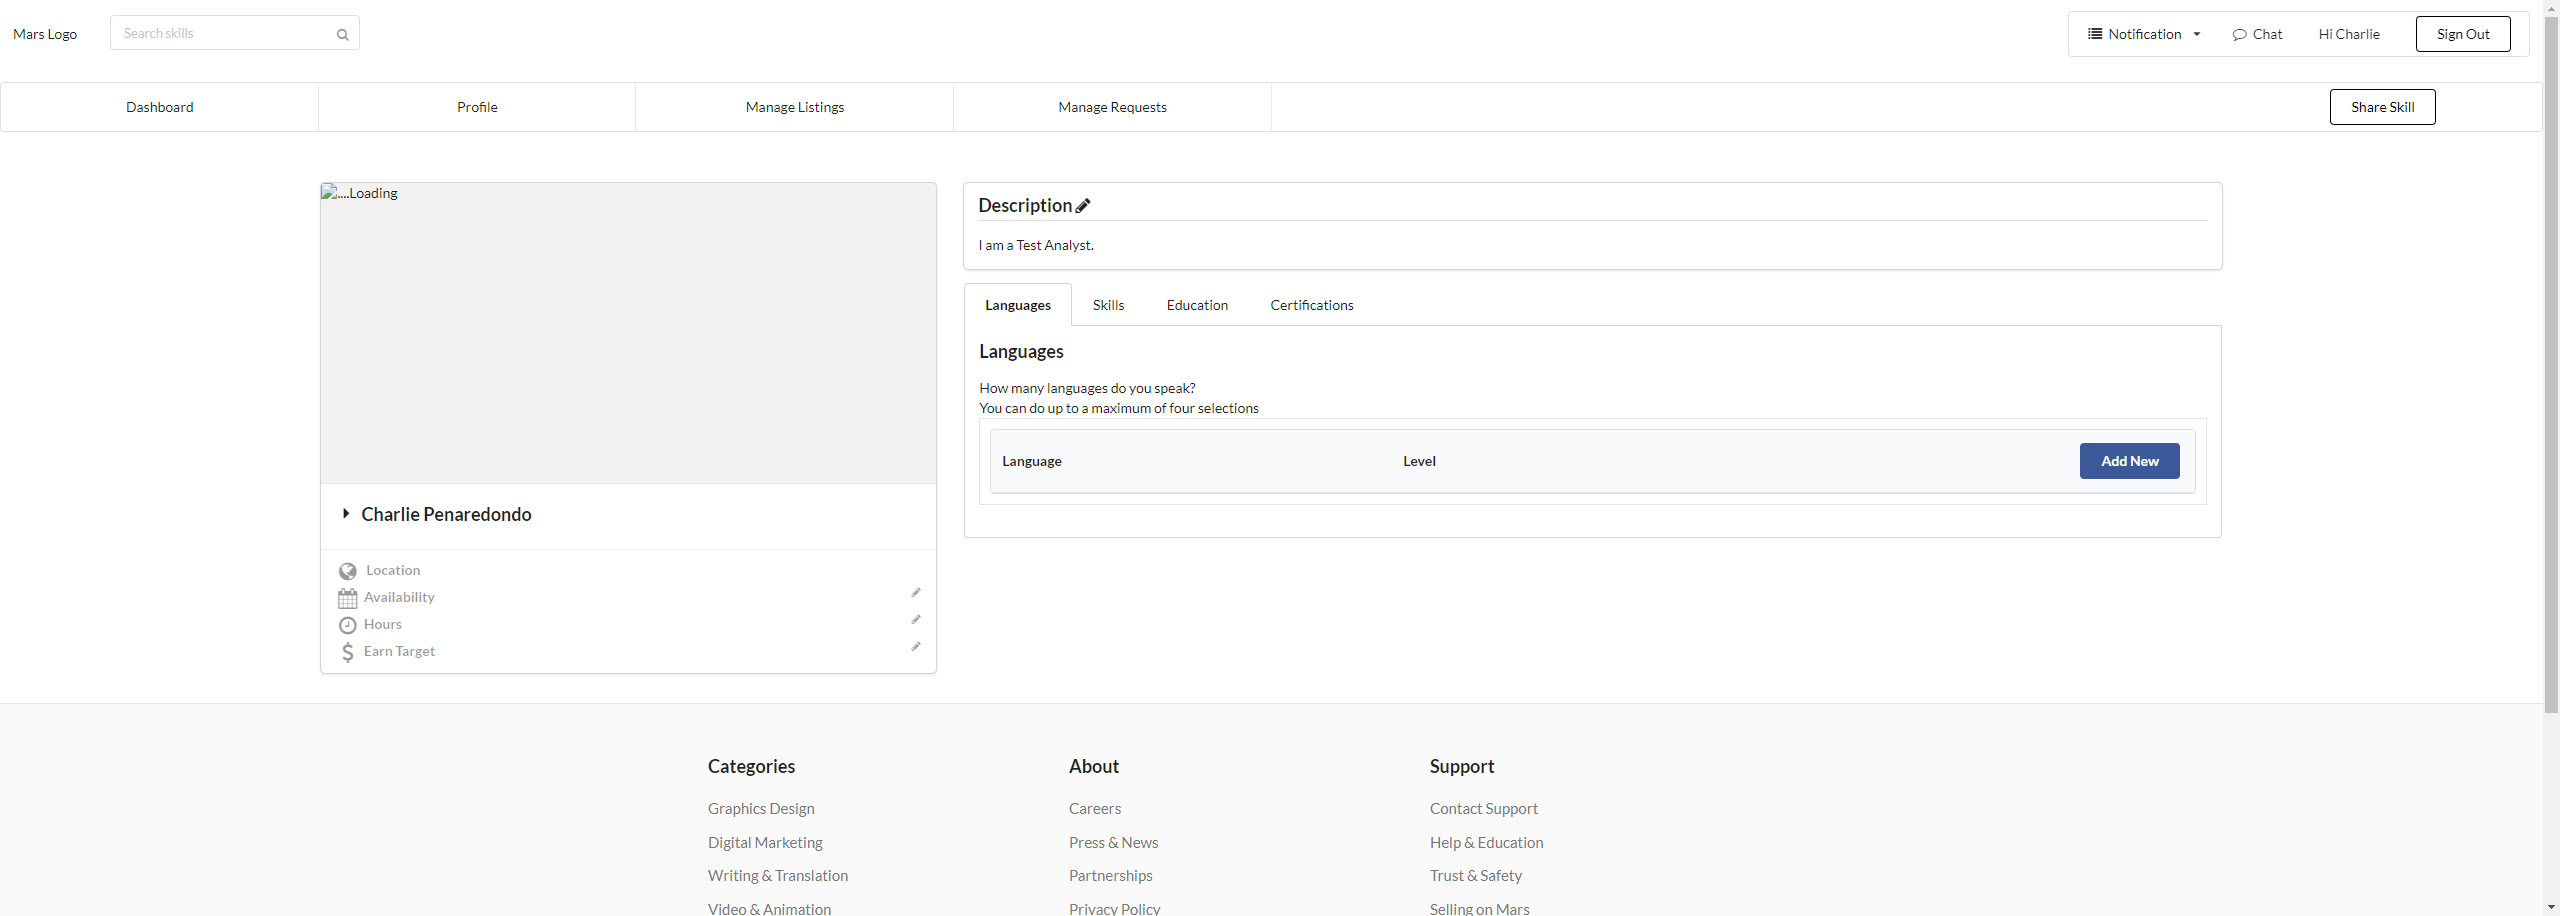 Mars Logo
Search skills
Notification
Chat
Hi Charlie
Sign Out
Dashboard
Profile
Manage Listings
Manage Requests
Share Skill
....Loading
Charlie Penaredondo
Location
Availability
Hours
Earn Target
Description
I am a Test Analyst.
Languages
Skills
Education
Certifications
Languages
How many languages do you speak?
You can do up to a maximum of four selections
Language
Level
Add New
Categories
Graphics Design
Digital Marketing
Writing & Translation
Video & Animation
About
Careers
Press & News
Partnerships
Privacy Policy
Support
Contact Support
Help & Education
Trust & Safety
Selling on Mars